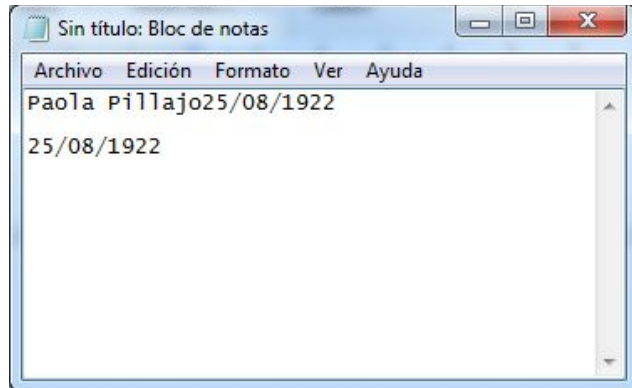 Sin título: Bloc de notas
Archivo Edición Formato Ver Ayuda
Paola Pillajo25/08/1922
25/08/1922